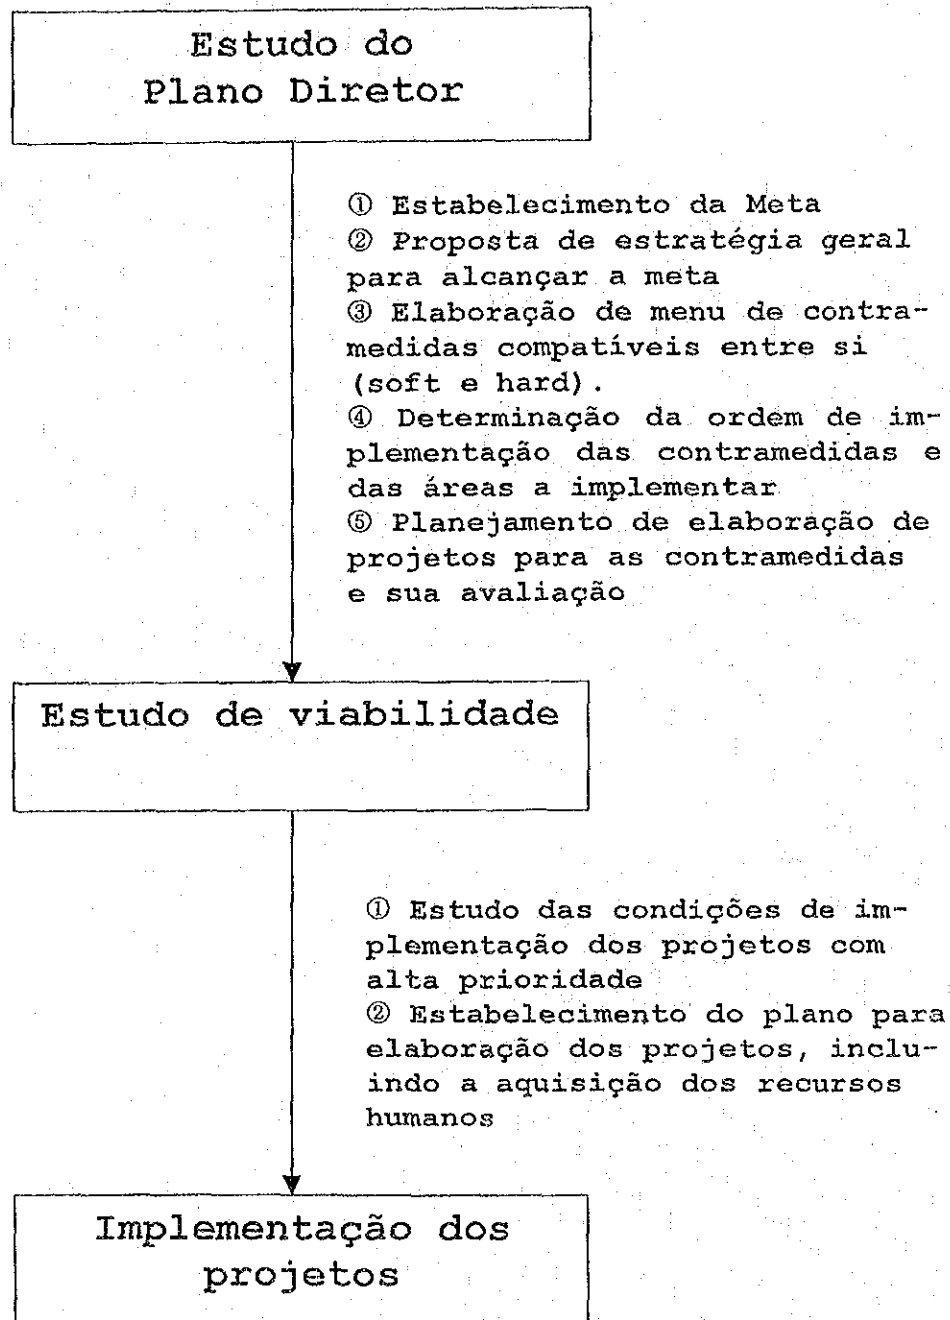 Estudo do
Plano Diretor
① Estabelecimento da Meta
② Proposta de estratégia geral
para alcançar a meta
③ Elaboração de menu de contra-
medidas compatíveis entre si
(soft e hard).
④ Determinação da ordem de im-
plementação das contramedidas e
das áreas a implementar
⑤ Planejamento de elaboração de
projetos para as contramedidas
e sua avaliação
Estudo de viabilidade
① Estudo das condições de im-
plementação dos projetos com
alta prioridade
② Estabelecimento do plano para
elaboração dos projetos, inclu-
indo a aquisição dos recursos
humanos
Implementação dos
projetos